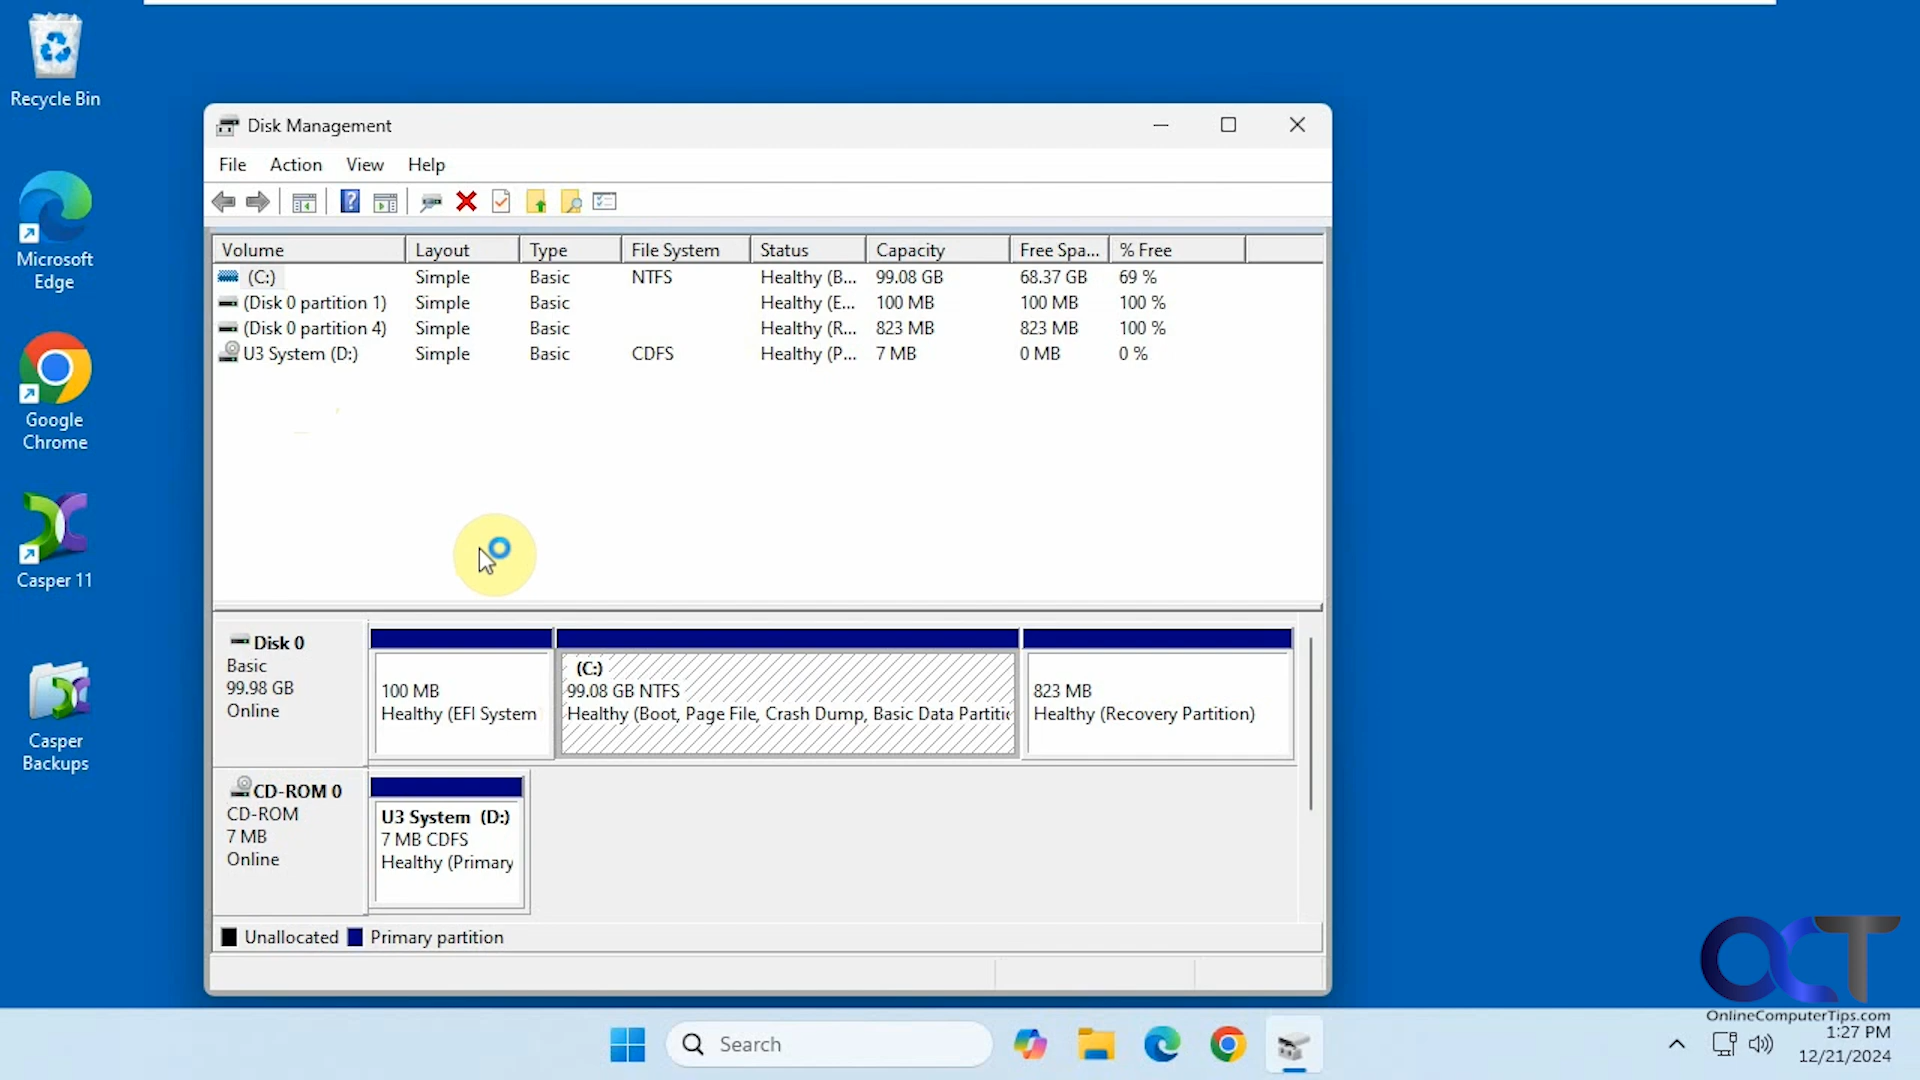 Recycle Bin
Microsoft
Edge
Google
Chrome
Casper 11
Casper
Backups
Disk Management
File Action View Help
Volume Layout Type File System Status Capacity Free Spa... % Free
(C:) Simple Basic NTFS Healthy (B... 99.08 GB 68.37 GB 69 %
(Disk 0 partition 1) Simple Basic Healthy (E... 100 MB 100 MB 100 %
(Disk 0 partition 4) Simple Basic Healthy (R... 823 MB 823 MB 100 %
U3 System (D:) Simple Basic CDFS Healthy (P... 7 MB 0 MB 0 %
Disk 0
Basic
99.98 GB
Online
100 MB
Healthy (EFI System
(C:)
99.08 GB NTFS
Healthy (Boot, Page File, Crash Dump, Basic Data Partitic
823 MB
Healthy (Recovery Partition)
CD-ROM 0
CD-ROM
7 MB
Online
U3 System (D:)
7 MB CDFS
Healthy (Primary
Unallocated Primary partition
Search
OCT
OnlineComputerTips.com
1:27 PM
12/21/2024